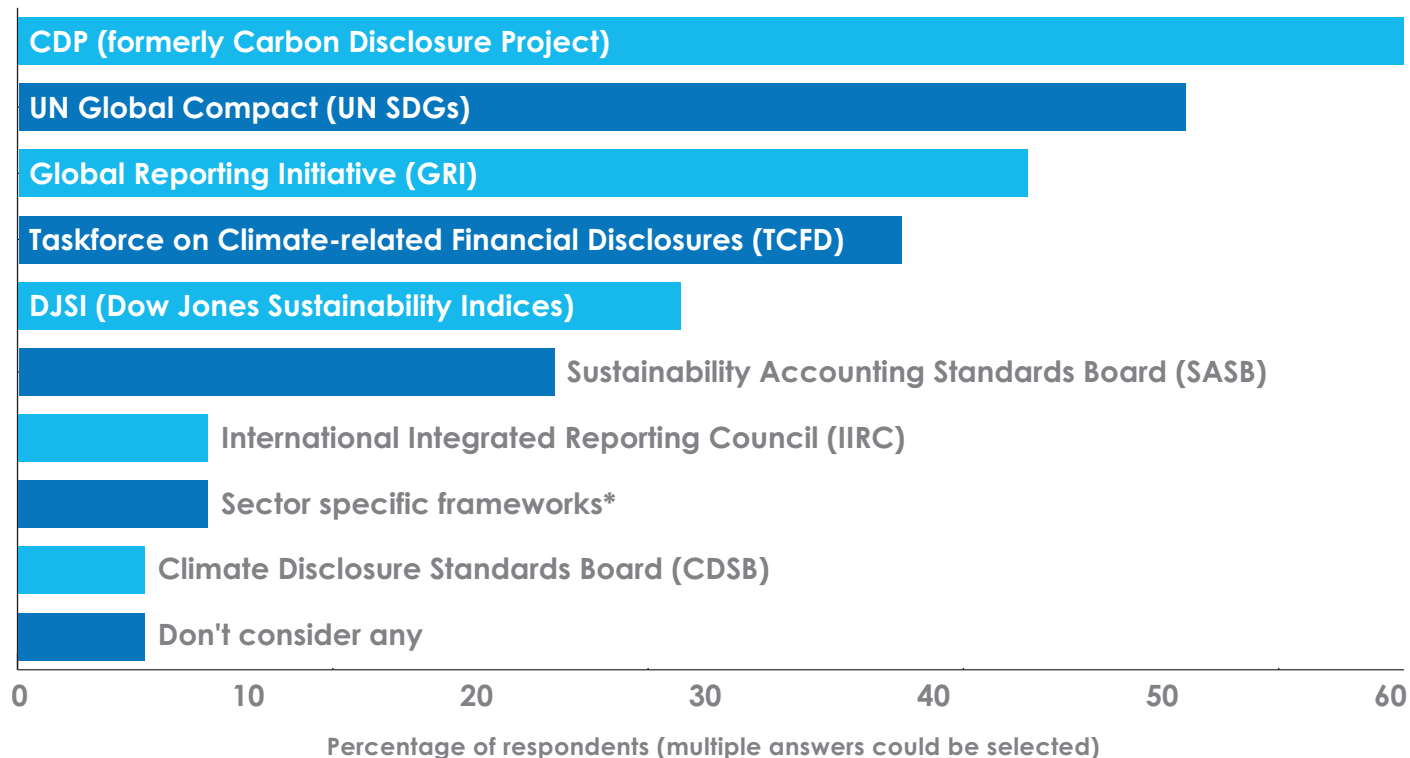 CDP (formerly Carbon Disclosure Project)
UN Global Compact (UN SDGs)
Global Reporting Initiative (GRI)
Taskforce on Climate-related Financial Disclosures (TCFD)
DJSI (Dow Jones Sustainability Indices)
Sustainability Accounting Standards Board (SASB)
International Integrated Reporting Council (IIRC)
Sector specific frameworks*
Climate Disclosure Standards Board (CDSB)
Don't consider any
0 10 20 30 40 50 60
Percentage of respondents (multiple answers could be selected)